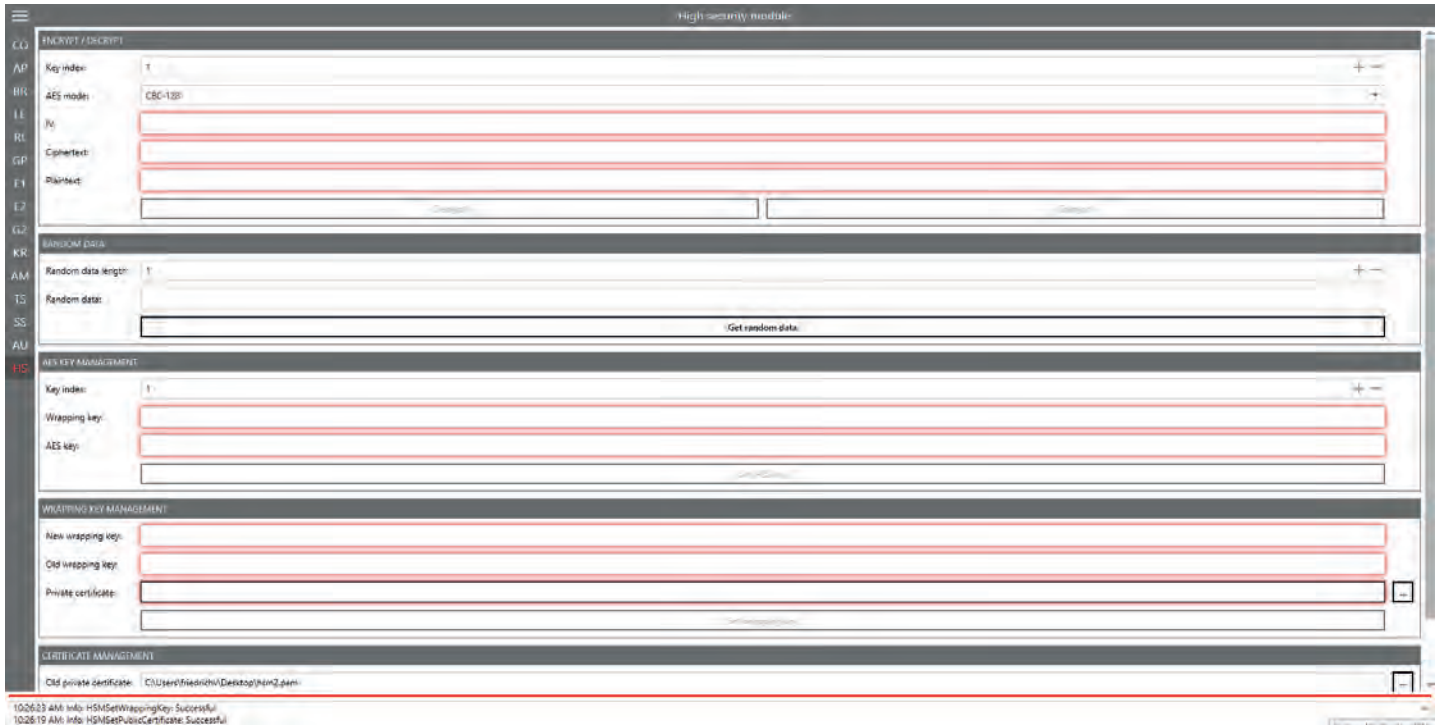 High security module
CO
AP
BR
LE
RL
GP
E1
E2
G2
KR
AM
TS
SS
AU
HS
ENCRYPT / DECRYPT
Key index: 1
AES mode: CBC-128
IV:
Ciphertext:
Plaintext:
RANDOM DATA
Random data length: 1
Random data:
Get random data
AES KEY MANAGEMENT
Key index: 1
Wrapping key:
AES key:
WRAPPING KEY MANAGEMENT
New wrapping key:
Old wrapping key:
Private certificate: ...
CERTIFICATE MANAGEMENT
Old private certificate: ...
10:26:23 AM: Info: HSMSetWrappingKey: Successful
10:26:19 AM: Info: HSMSetPublicCertificate: Successful